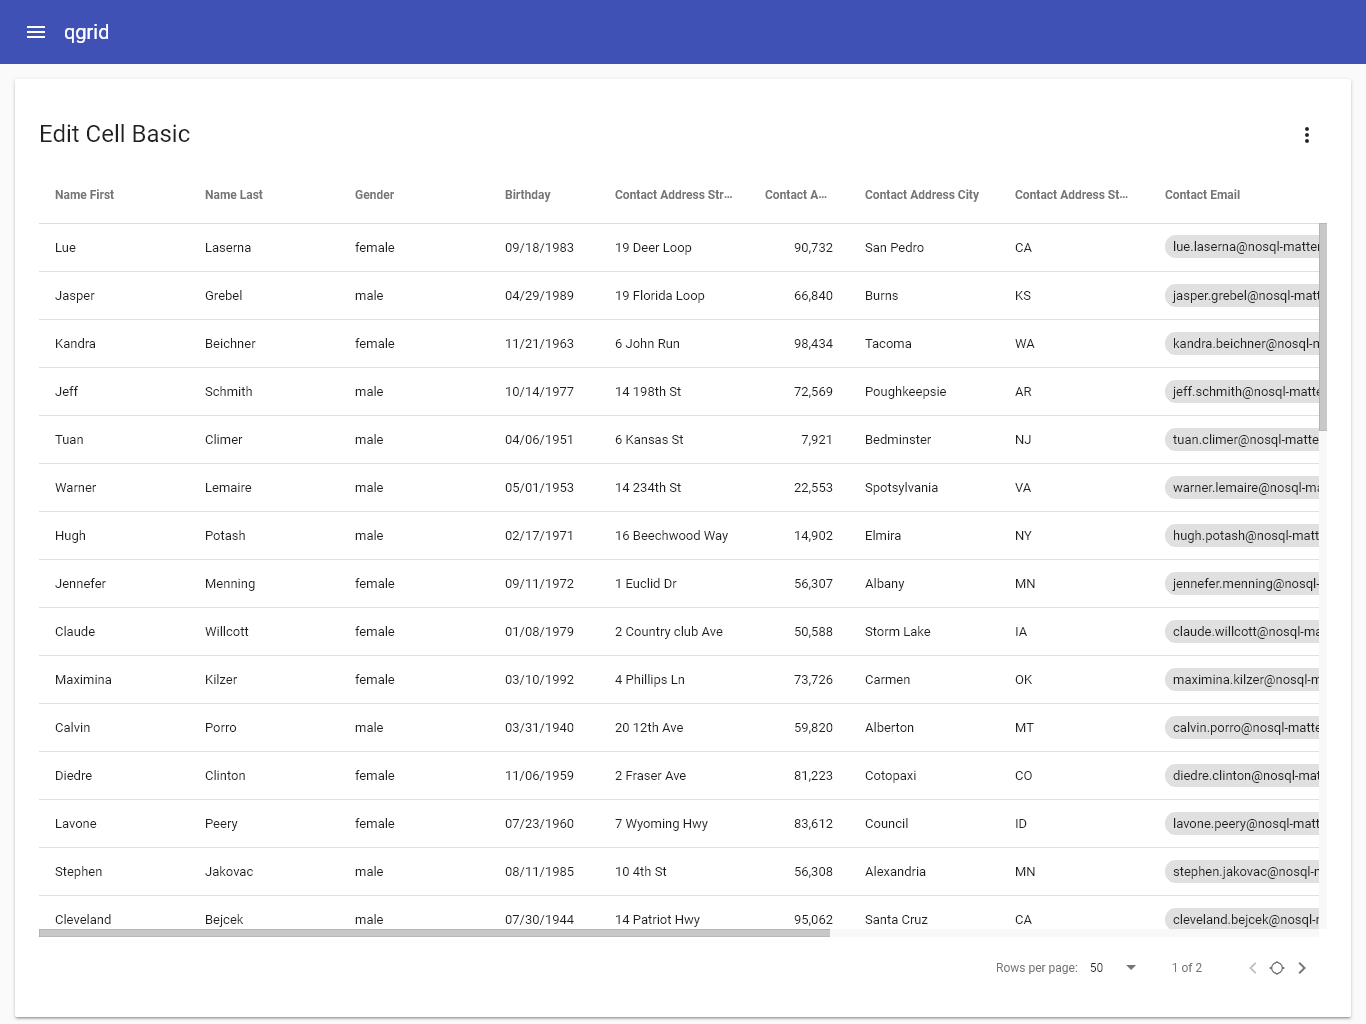 qgrid
Edit Cell Basic
Name First Name Last Gender Birthday Contact Address Str... Contact A... Contact Address City Contact Address St... Contact Email
Lue Laserna female 09/18/1983 19 Deer Loop 90,732 San Pedro CA lue.laserna@nosql-matter
Jasper Grebel male 04/29/1989 19 Florida Loop 66,840 Burns KS jasper.grebel@nosql-matt
Kandra Beichner female 11/21/1963 6 John Run 98,434 Tacoma WA kandra.beichner@nosql-n
Jeff Schmith male 10/14/1977 14 198th St 72,569 Poughkeepsie AR jeff.schmith@nosql-matte
Tuan Climer male 04/06/1951 6 Kansas St 7,921 Bedminster NJ tuan.climer@nosql-matte
Warner Lemaire male 05/01/1953 14 234th St 22,553 Spotsylvania VA warner.lemaire@nosql-ma
Hugh Potash male 02/17/1971 16 Beechwood Way 14,902 Elmira NY hugh.potash@nosql-matt
Jennefer Menning female 09/11/1972 1 Euclid Dr 56,307 Albany MN jennefer.menning@nosql-
Claude Willcott female 01/08/1979 2 Country club Ave 50,588 Storm Lake IA claude.willcott@nosql-ma
Maximina Kilzer female 03/10/1992 4 Phillips Ln 73,726 Carmen OK maximina.kilzer@nosql-m
Calvin Porro male 03/31/1940 20 12th Ave 59,820 Alberton MT calvin.porro@nosql-matte
Diedre Clinton female 11/06/1959 2 Fraser Ave 81,223 Cotopaxi CO diedre.clinton@nosql-mat
Lavone Peery female 07/23/1960 7 Wyoming Hwy 83,612 Council ID lavone.peery@nosql-matt
Stephen Jakovac male 08/11/1985 10 4th St 56,308 Alexandria MN stephen.jakovac@nosql-r
Cleveland Bejcek male 07/30/1944 14 Patriot Hwy 95,062 Santa Cruz CA cleveland.bejcek@nosql-r
Rows per page: 50 1 of 2